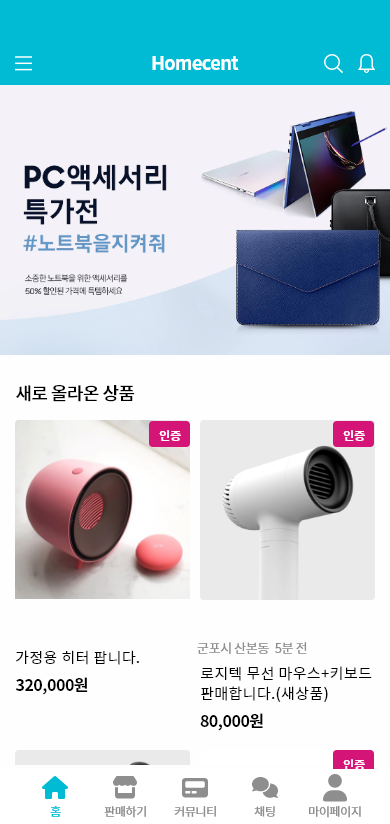 Homecent
PC액세서리
특가전
#노트북을지켜줘
소중한 노트북을 위한 액세서리를
50% 할인된 가격에 득템하세요
새로 올라온 상품
인증
인증
가정용 히터 팝니다.
320,000원
군포시 산본동 5분 전
로지텍 무선 마우스+키보드
판매합니다.(새상품)
80,000원
인증
홈
판매하기
커뮤니티
채팅
마이페이지